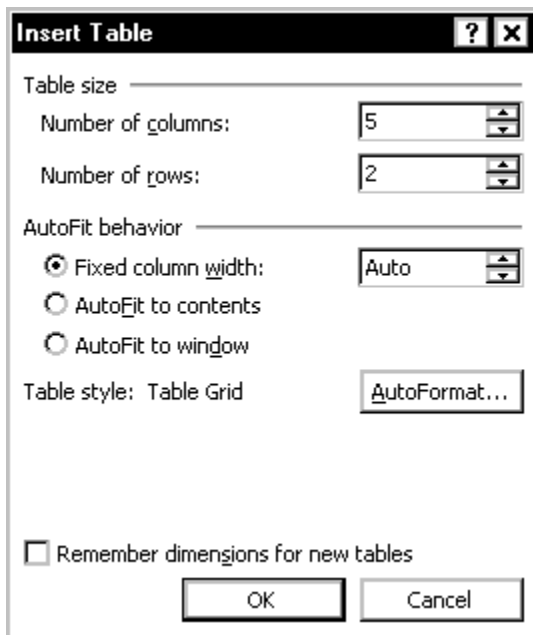 Insert Table ?
Table size
Number of columns: 5
Number of rows: 2
AutoFit behavior
Fixed column width: Auto
AutoFit to contents
AutoFit to window
Table style: Table Grid AutoFormat...
Remember dimensions for new tables
OK Cancel